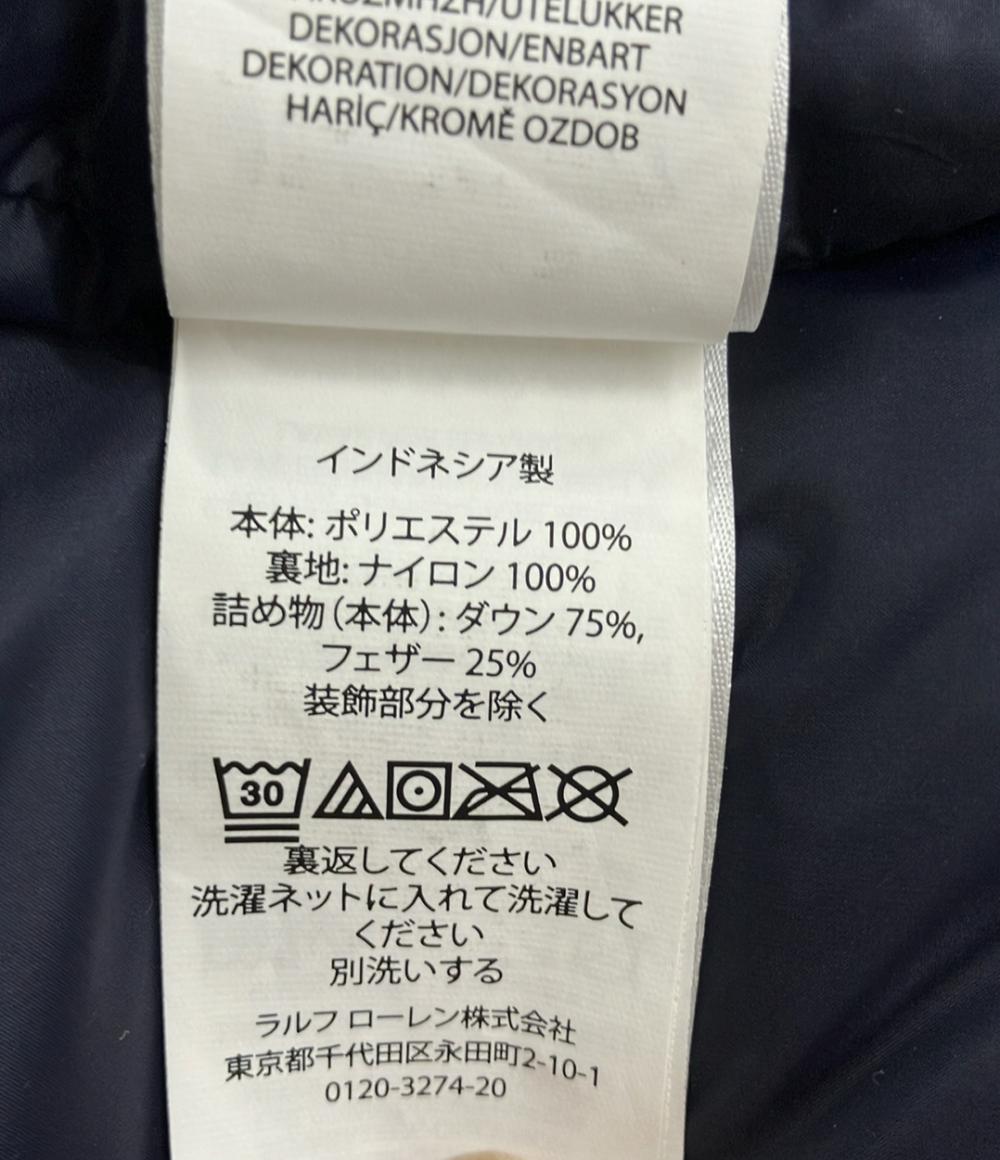 UTELUKKER
DEKORASJON/ENBART
DEKORATION/DEKORASYON
HARİÇ/KROMĚ OZDOB
インドネシア製
本体: ポリエステル 100%
裏地: ナイロン 100%
詰め物 (本体) : ダウン 75%,
フェザー 25%
装飾部分を除く
30
裏返してください
洗濯ネットに入れて洗濯して
ください
別洗いする
ラルフ ローレン株式会社
東京都千代田区永田町2-10-1
0120-3274-20